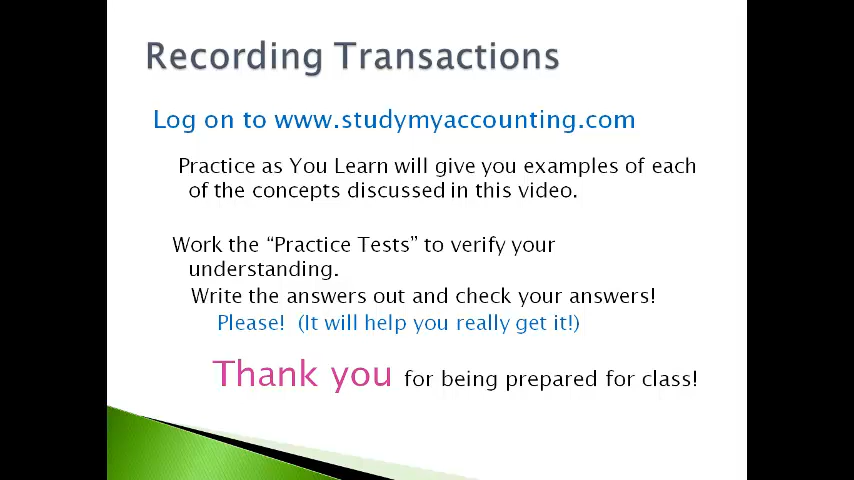 Recording Transactions
Log on to www.studymyaccounting.com
Practice as You Learn will give you examples of each
of the concepts discussed in this video.
Work the “Practice Tests” to verify your
understanding.
Write the answers out and check your answers!
Please!  (It will help you really get it!)
Thank you for being prepared for class!